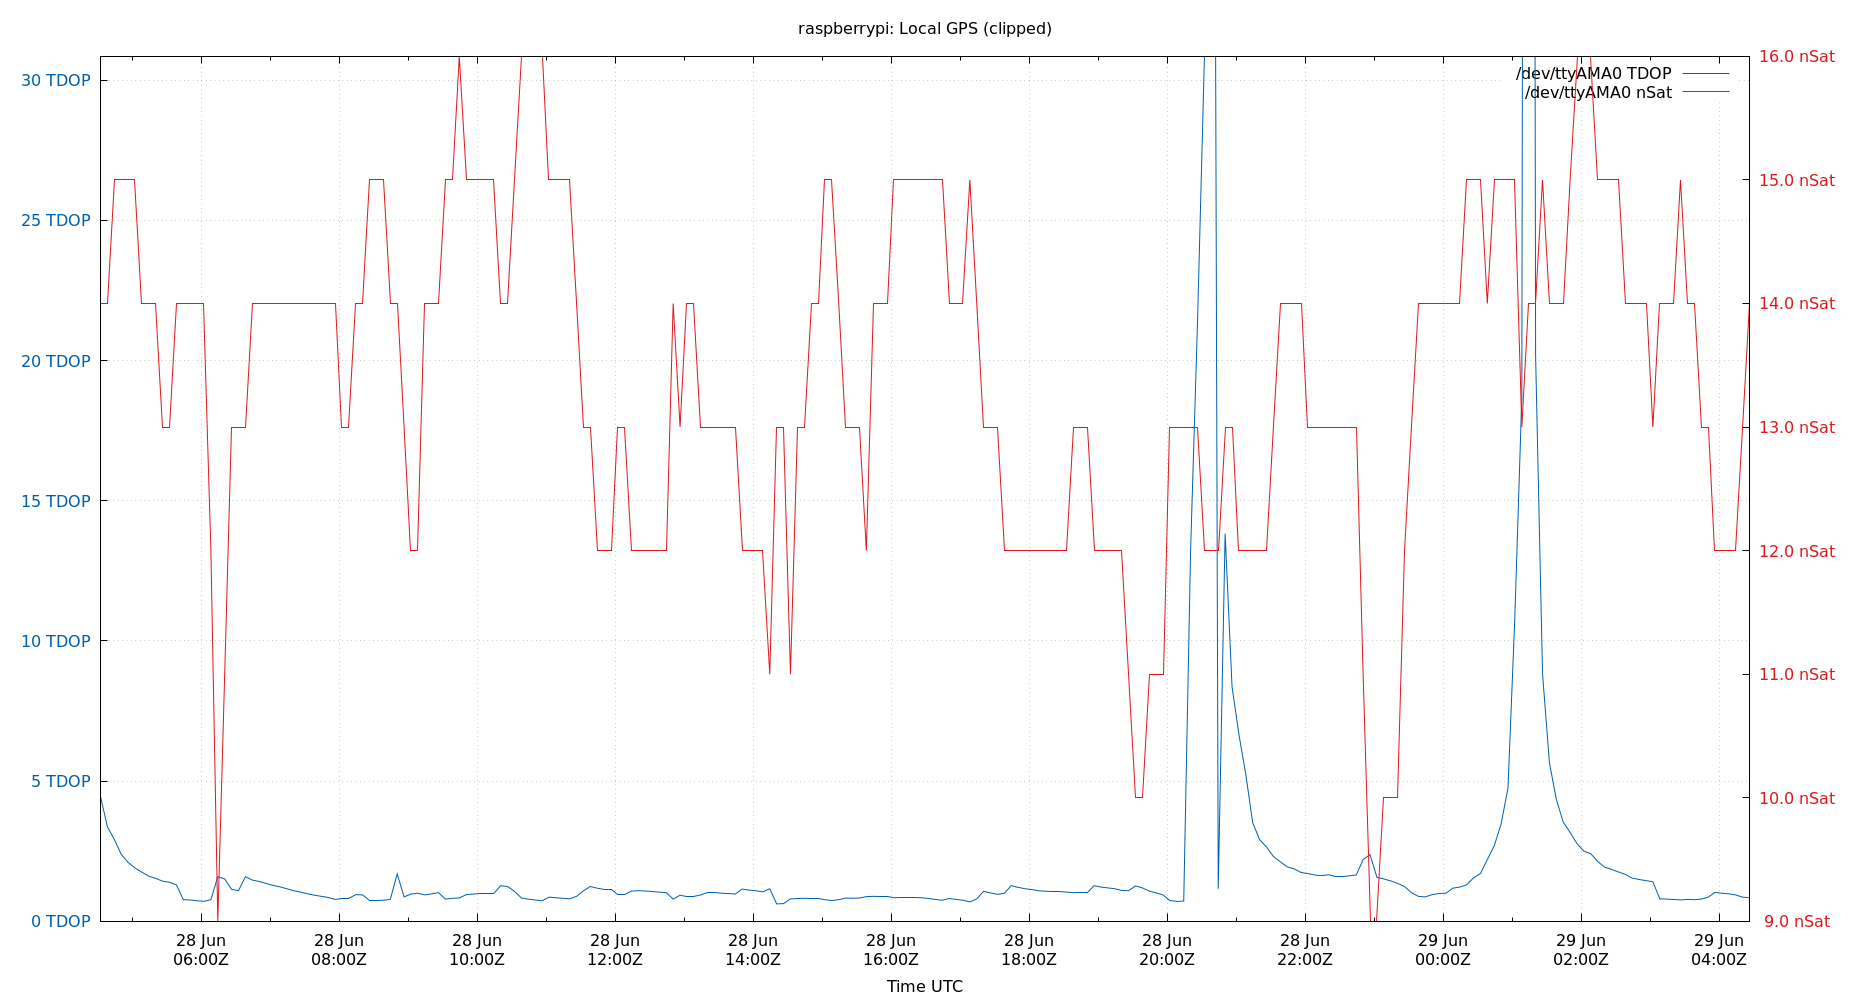 raspberrypi: Local GPS (clipped)
/dev/ttyAMA0 TDOP
/dev/ttyAMA0 nSat
30 TDOP
25 TDOP
20 TDOP
15 TDOP
10 TDOP
5 TDOP
0 TDOP
16.0 nSat
15.0 nSat
14.0 nSat
13.0 nSat
12.0 nSat
11.0 nSat
10.0 nSat
9.0 nSat
28 Jun
06:00Z
28 Jun
08:00Z
28 Jun
10:00Z
28 Jun
12:00Z
28 Jun
14:00Z
28 Jun
16:00Z
28 Jun
18:00Z
28 Jun
20:00Z
28 Jun
22:00Z
29 Jun
00:00Z
29 Jun
02:00Z
29 Jun
04:00Z
Time UTC